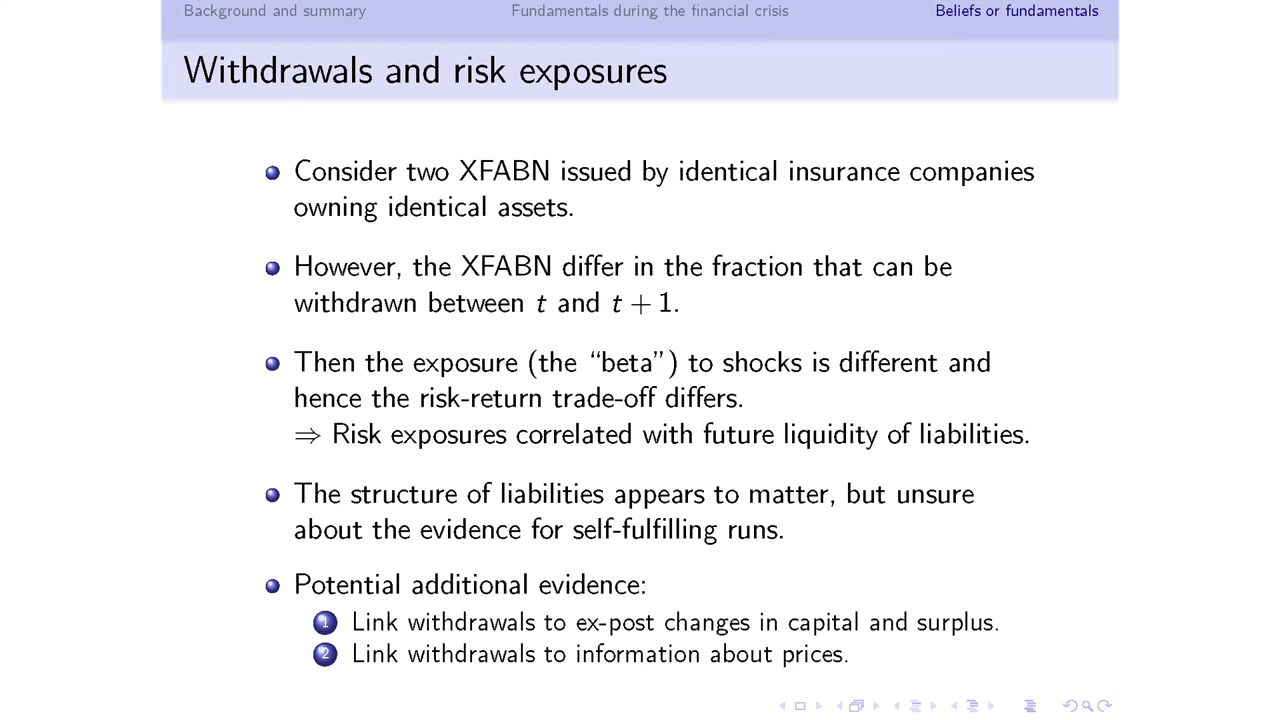 Background and summary Fundamentals during the financial crisis Beliefs or fundamentals
Withdrawals and risk exposures
Consider two XFABN issued by identical insurance companies
owning identical assets.
However, the XFABN differ in the fraction that can be
withdrawn between t and t + 1.
Then the exposure (the “beta”) to shocks is different and
hence the risk-return trade-off differs.
⇒ Risk exposures correlated with future liquidity of liabilities.
The structure of liabilities appears to matter, but unsure
about the evidence for self-fulfilling runs.
Potential additional evidence:
1 Link withdrawals to ex-post changes in capital and surplus.
2 Link withdrawals to information about prices.